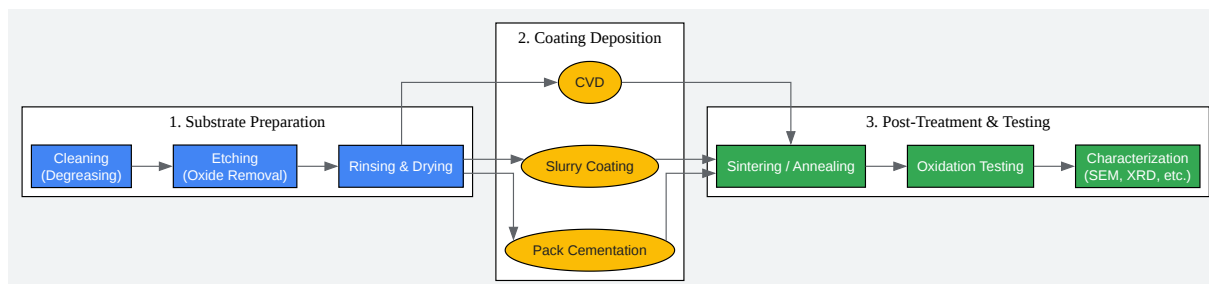 1. Substrate Preparation
Cleaning
(Degreasing)
Etching
(Oxide Removal)
Rinsing & Drying
2. Coating Deposition
CVD
Slurry Coating
Pack Cementation
3. Post-Treatment & Testing
Sintering / Annealing
Oxidation Testing
Characterization
(SEM, XRD, etc.)